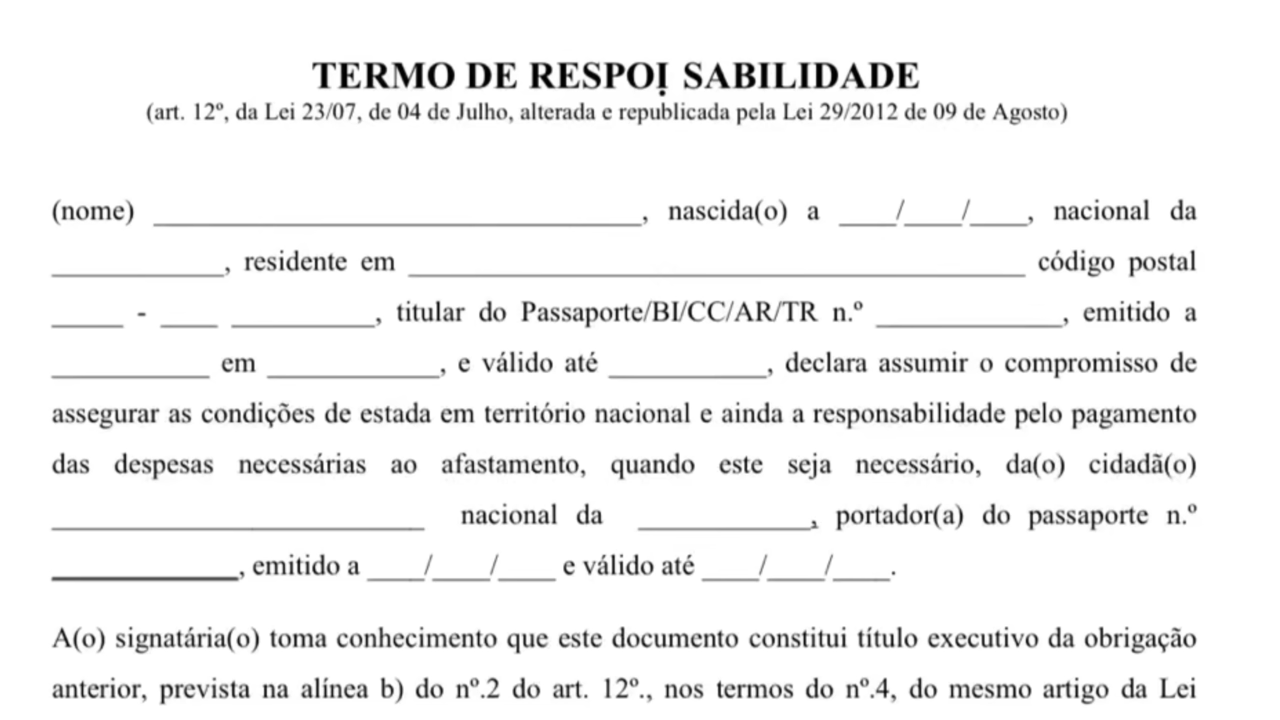 TERMO DE RESPOṆSABILIDADE
(art. 12º, da Lei 23/07, de 04 de Julho, alterada e republicada pela Lei 29/2012 de 09 de Agosto)
(nome) __________________________________, nascida(o) a ____/____/____, nacional da
____________, residente em ___________________________________________ código postal
_____ - ____ __________, titular do Passaporte/BI/CC/AR/TR n.º _____________, emitido a
___________ em ____________, e válido até ___________, declara assumir o compromisso de
assegurar as condições de estada em território nacional e ainda a responsabilidade pelo pagamento
das despesas necessárias ao afastamento, quando este seja necessário, da(o) cidadã(o)
__________________________ nacional da ____________, portador(a) do passaporte n.º
_____________, emitido a ____/____/____ e válido até ____/____/____.
A(o) signatária(o) toma conhecimento que este documento constitui título executivo da obrigação
anterior, prevista na alínea b) do nº.2 do art. 12º., nos termos do nº.4, do mesmo artigo da Lei